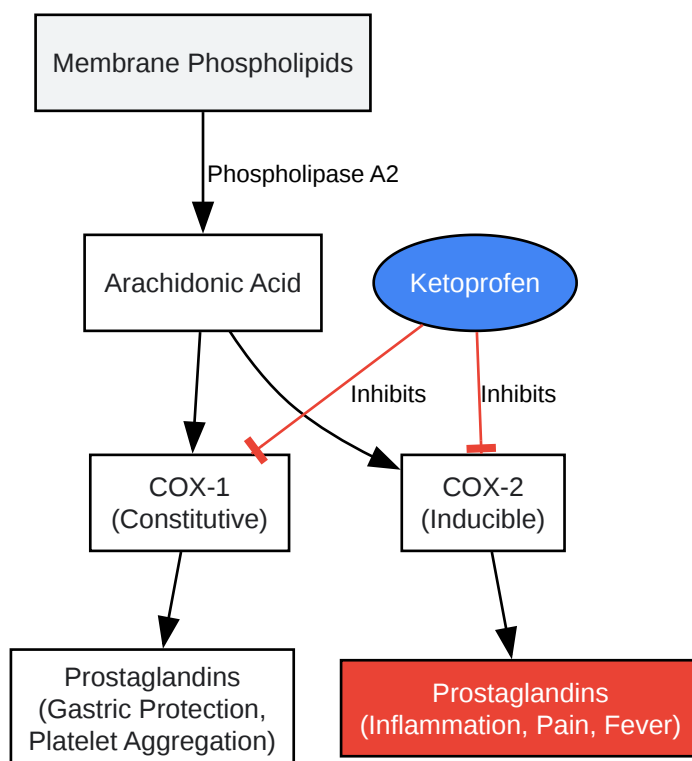 Membrane Phospholipids
Phospholipase A2
Arachidonic Acid
Ketoprofen
Inhibits
Inhibits
COX-1
(Constitutive)
COX-2
(Inducible)
Prostaglandins
(Gastric Protection,
Platelet Aggregation)
Prostaglandins
(Inflammation, Pain, Fever)